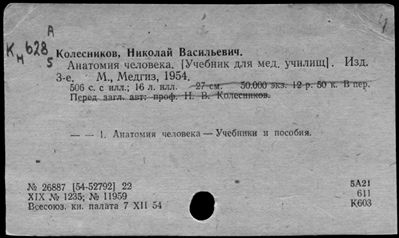 А
К 628
н 5
Колесников, Николай Васильевич.
Анатомия человека. [Учебник для мед. училищ]. Изд.
3-е. М., Медгиз, 1954.
506 с. с илл.; 16 л. илл. 27 см. 50.000 экз. 12 р. 50 к. В пер.
Перед загл. авт: проф. Н. В. Колесников.
— — 1. Анатомия человека — Учебники и пособия.
№ 26887 [54-52792] 22
XIX № 1235; № 11959
Всесоюз. кн. палата 7 XII 54
5А21
611
К603